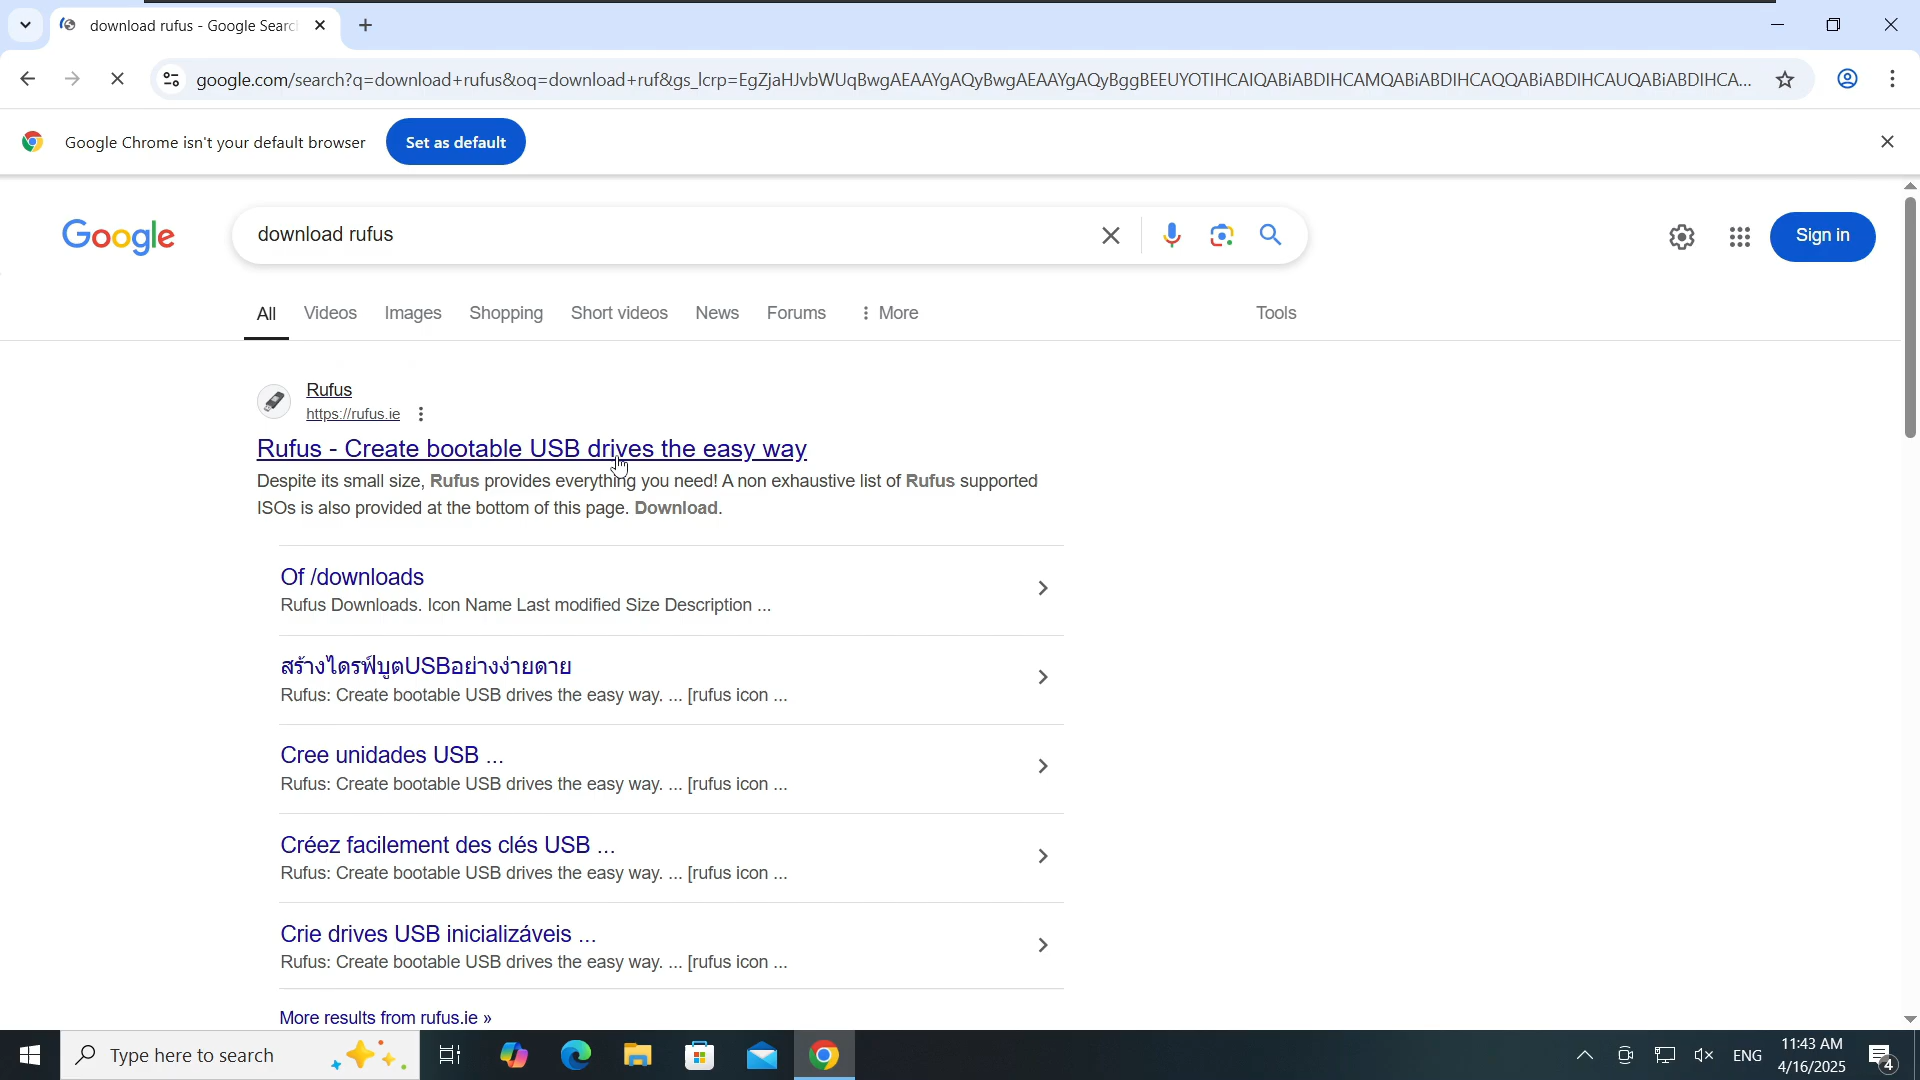 download rufus - Google Searc
google.com/search?q=download+rufus&oq=download+ruf&gs_lcrp=EgZjaHJvbWUqBwgAEAAYgAQyBwgAEAAYgAQyBggBEEUYOTIHCAIQABiABDIHCAMQABiABDIHCAQQABiABDIHCAUQABiABDIHCA...
Google Chrome isn't your default browser
Set as default
Google
download rufus
Sign in
All
Videos
Images
Shopping
Short videos
News
Forums
More
Tools
Rufus
https://rufus.ie
Rufus - Create bootable USB drives the easy way
Despite its small size, Rufus provides everything you need! A non exhaustive list of Rufus supported
ISOs is also provided at the bottom of this page. Download.
Of /downloads
Rufus Downloads. Icon Name Last modified Size Description ...
สร้างไดรฟ์บูตUSBอย่างง่ายดาย
Rufus: Create bootable USB drives the easy way. ... [rufus icon ...
Cree unidades USB ...
Rufus: Create bootable USB drives the easy way. ... [rufus icon ...
Créez facilement des clés USB ...
Rufus: Create bootable USB drives the easy way. ... [rufus icon ...
Crie drives USB inicializáveis ...
Rufus: Create bootable USB drives the easy way. ... [rufus icon ...
More results from rufus.ie »
Type here to search
ENG
11:43 AM
4/16/2025
4